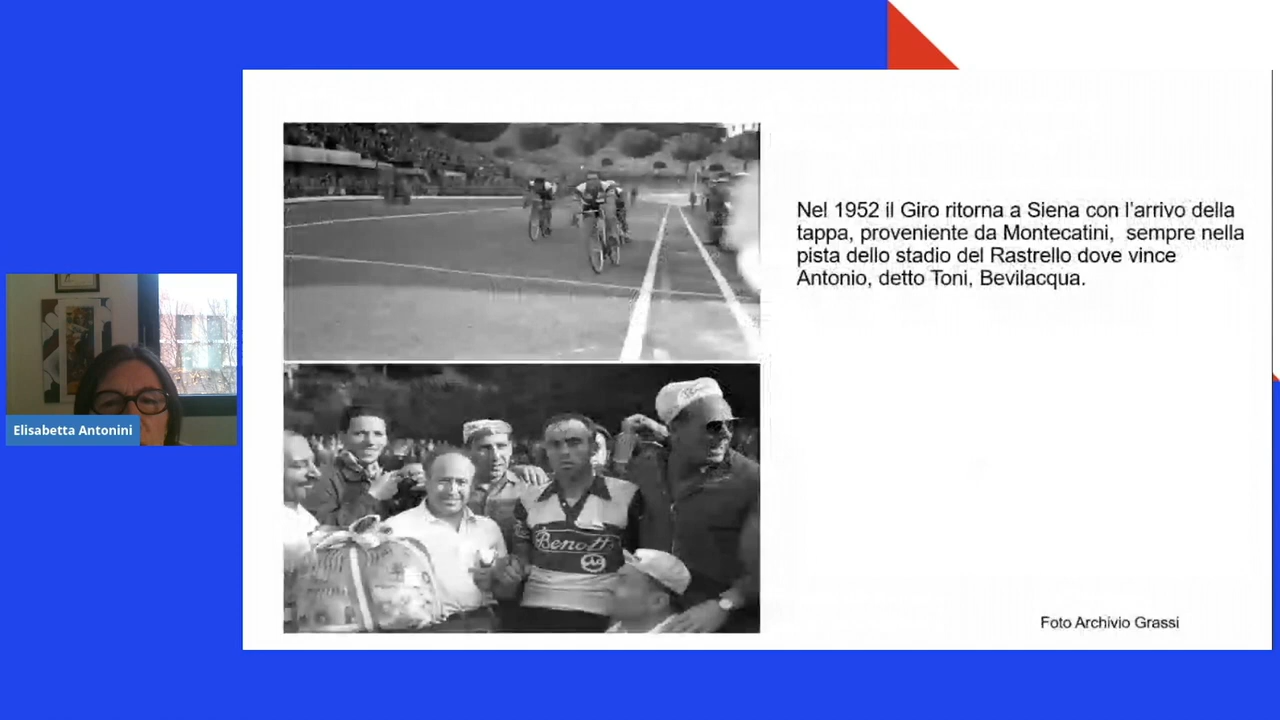 Nel 1952 il Giro ritorna a Siena con l'arrivo della
tappa, proveniente da Montecatini, sempre nella
pista dello stadio del Rastrello dove vince
Antonio, detto Toni, Bevilacqua.
Elisabetta Antonini
Benotto
Foto Archivio Grassi